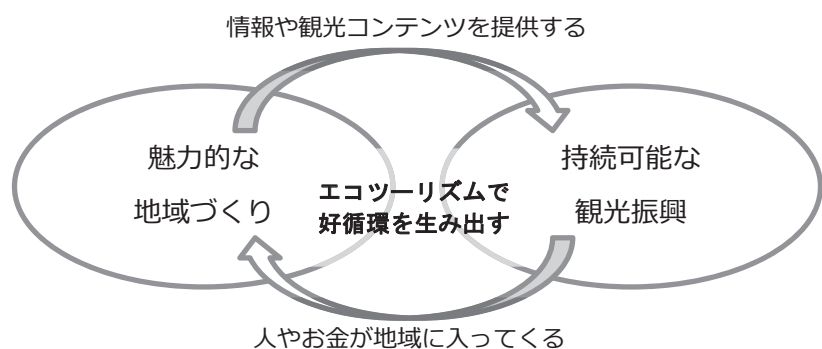 情報や観光コンテンツを提供する
魅力的な
地域づくり
エコツーリズムで
好循環を生み出す
持続可能な
観光振興
人やお金が地域に入ってくる